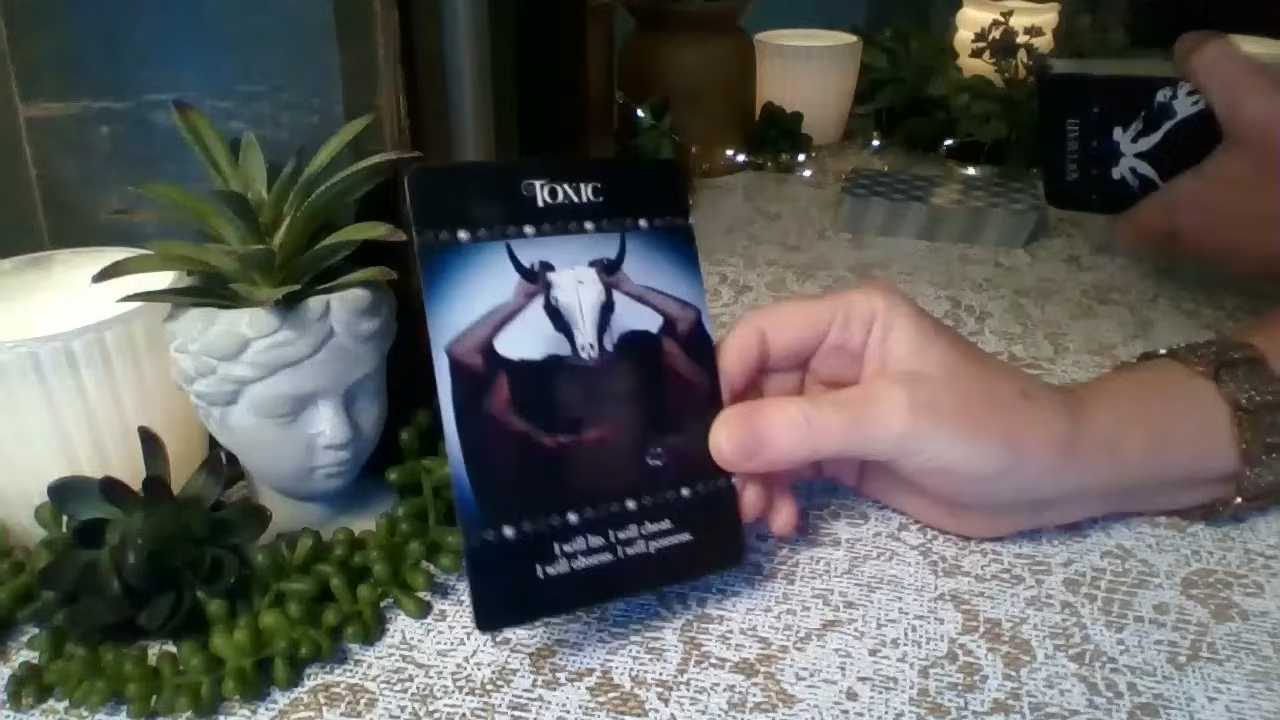 TOXIC
I will lie. I will cheat.
I will obsess. I will possess.